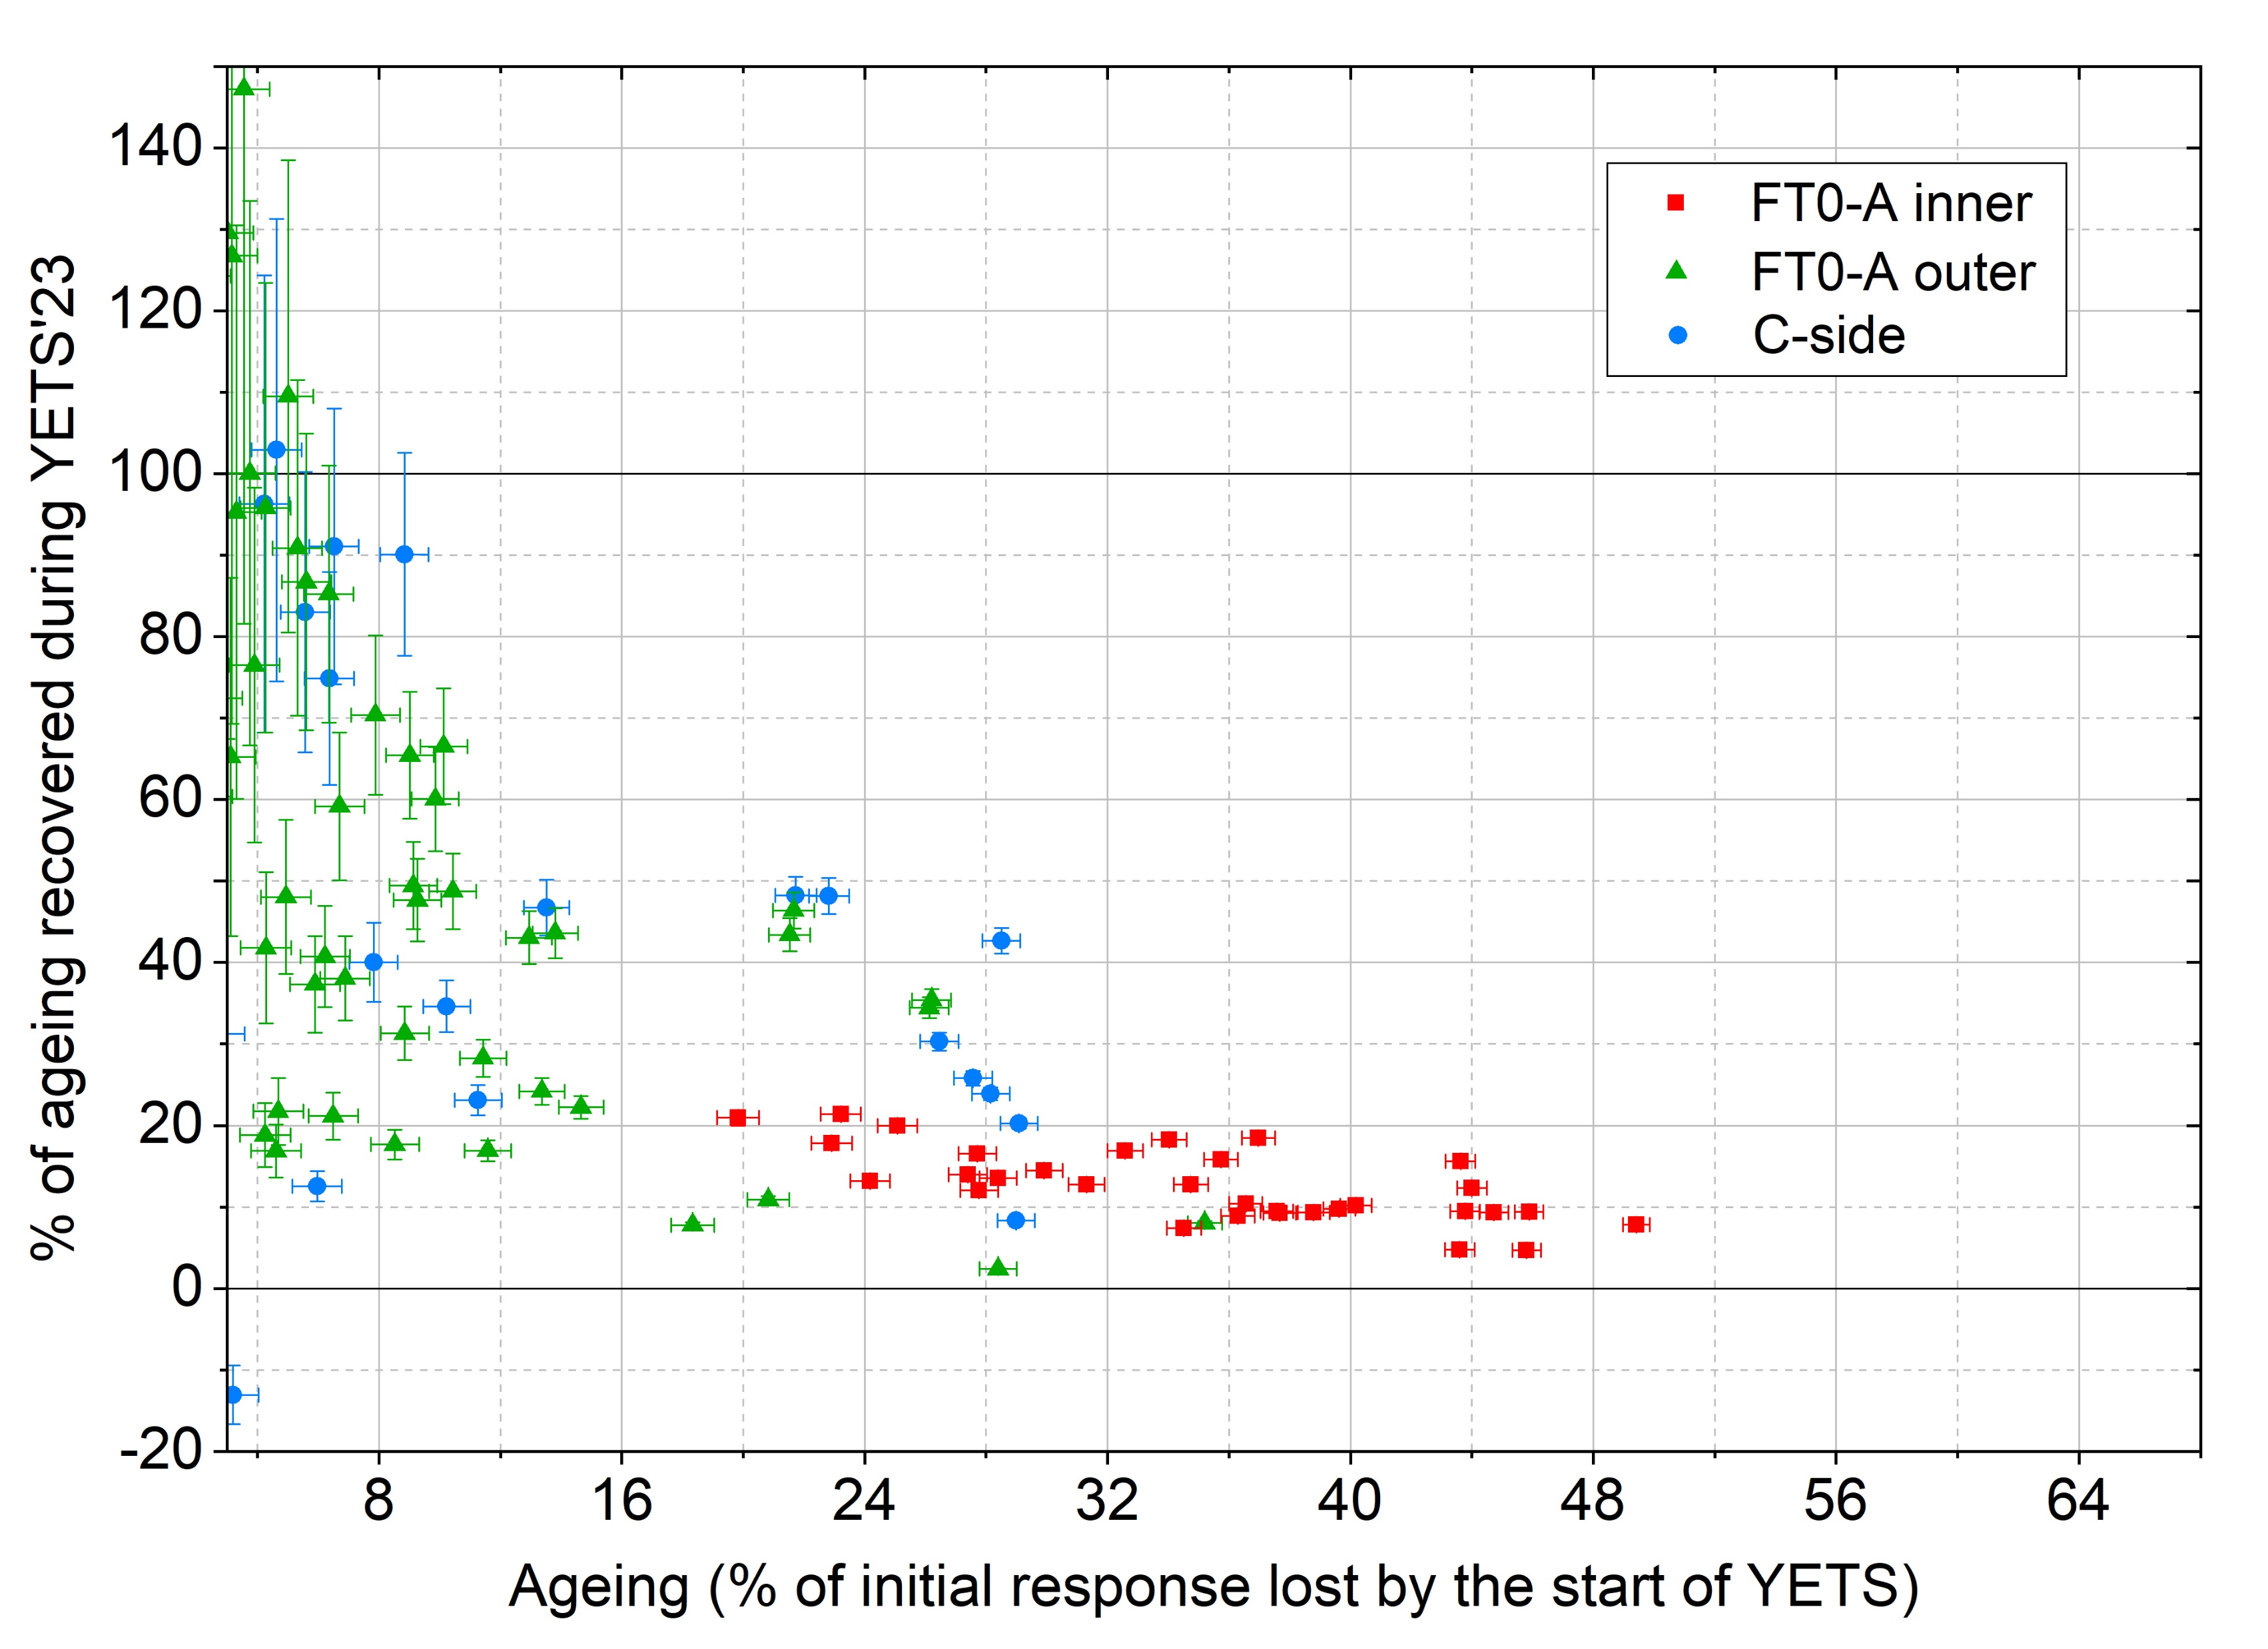 % of ageing recovered during YETS'23
140
120
100
80
60
40
20
0
-20
FT0-A inner
FT0-A outer
C-side
8 16 24 32 40 48 56 64
Ageing (% of initial response lost by the start of YETS)